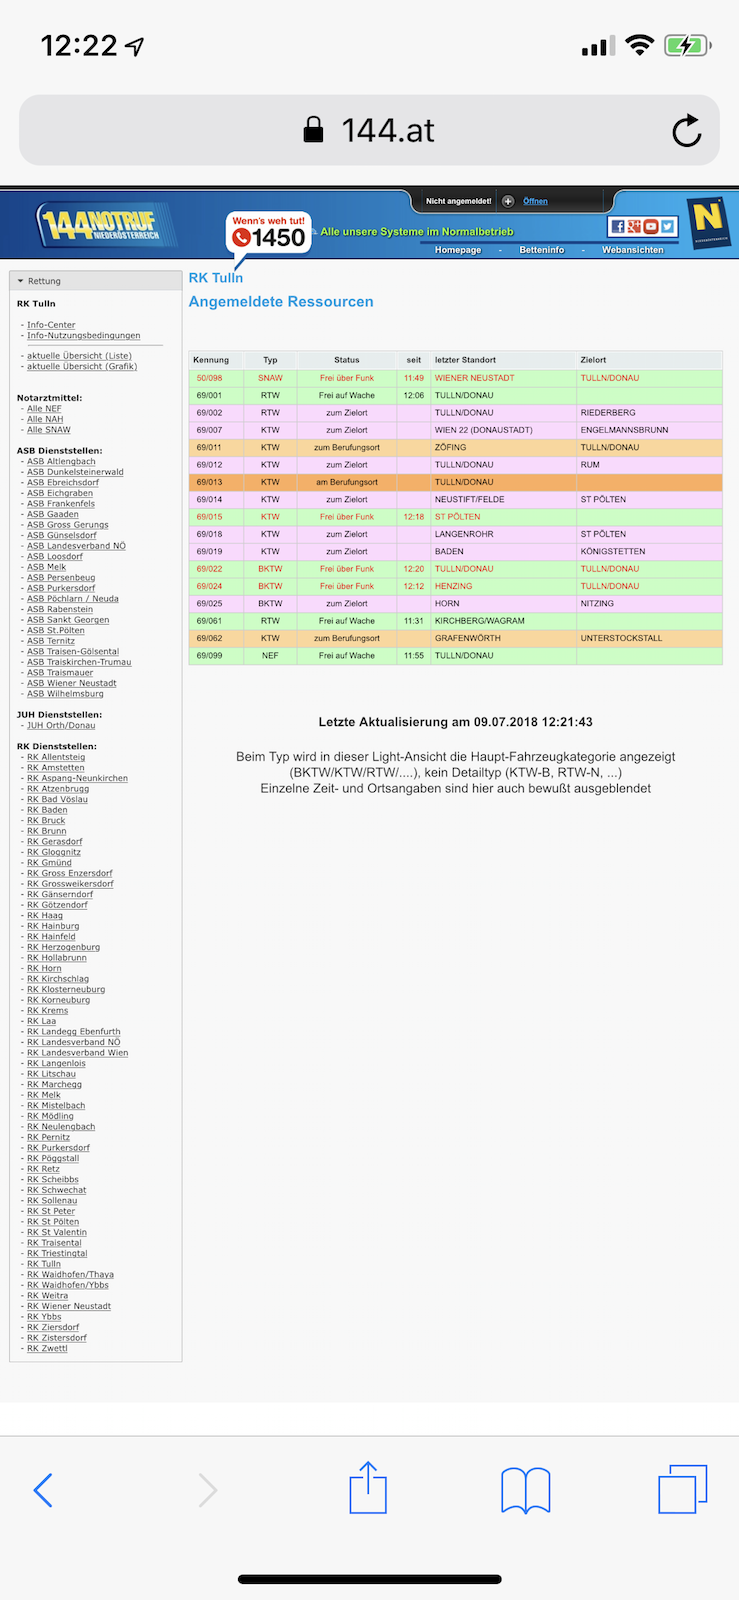 12:22
144.at
144NOTRUF
NIEDERÖSTERREICH
Wenn's weh tut!
1450
Nicht angemeldet! Öffnen
Alle unsere Systeme im Normalbetrieb
Homepage - Betteninfo - Webansichten
N
Rettung
RK Tulln
- Info-Center
- Info-Nutzungsbedingungen
- aktuelle Übersicht (Liste)
- aktuelle Übersicht (Grafik)
Notarztmittel:
- Alle NEF
- Alle NAH
- Alle SNAW
ASB Dienststellen:
- ASB Altlengbach
- ASB Dunkelsteinerwald
- ASB Ebreichsdorf
- ASB Eichgraben
- ASB Frankenfels
- ASB Gaaden
- ASB Gross Gerungs
- ASB Günselsdorf
- ASB Landesverband NÖ
- ASB Loosdorf
- ASB Melk
- ASB Persenbeug
- ASB Purkersdorf
- ASB Pöchlarn / Neuda
- ASB Rabenstein
- ASB Sankt Georgen
- ASB St.Pölten
- ASB Ternitz
- ASB Traisen-Gölsental
- ASB Traiskirchen-Trumau
- ASB Traismauer
- ASB Wiener Neustadt
- ASB Wilhelmsburg
JUH Dienststellen:
- JUH Orth/Donau
RK Dienststellen:
- RK Allentsteig
- RK Amstetten
- RK Aspang-Neunkirchen
- RK Atzenbrugg
- RK Bad Vöslau
- RK Baden
- RK Bruck
- RK Brunn
- RK Gerasdorf
- RK Gloggnitz
- RK Gmünd
- RK Gross Enzersdorf
- RK Grossweikersdorf
- RK Gänserndorf
- RK Götzendorf
- RK Haag
- RK Hainburg
- RK Hainfeld
- RK Herzogenburg
- RK Hollabrunn
- RK Horn
- RK Kirchschlag
- RK Klosterneuburg
- RK Korneuburg
- RK Krems
- RK Laa
- RK Landegg Ebenfurth
- RK Landesverband NÖ
- RK Landesverband Wien
- RK Langenlois
- RK Litschau
- RK Marchegg
- RK Melk
- RK Mistelbach
- RK Mödling
- RK Neulengbach
- RK Pernitz
- RK Purkersdorf
- RK Pöggstall
- RK Retz
- RK Scheibbs
- RK Schwechat
- RK Sollenau
- RK St Peter
- RK St Pölten
- RK St Valentin
- RK Traisental
- RK Triestingtal
- RK Tulln
- RK Waidhofen/Thaya
- RK Waidhofen/Ybbs
- RK Weitra
- RK Wiener Neustadt
- RK Ybbs
- RK Ziersdorf
- RK Zistersdorf
- RK Zwettl
RK Tulln
Angemeldete Ressourcen
Kennung Typ Status seit letzter Standort Zielort
50/098 SNAW Frei über Funk 11:49 WIENER NEUSTADT TULLN/DONAU
69/001 RTW Frei auf Wache 12:06 TULLN/DONAU
69/002 RTW zum Zielort TULLN/DONAU RIEDERBERG
69/007 KTW zum Zielort WIEN 22 (DONAUSTADT) ENGELMANNSBRUNN
69/011 KTW zum Berufungsort ZÖFING TULLN/DONAU
69/012 KTW zum Zielort TULLN/DONAU RUM
69/013 KTW am Berufungsort TULLN/DONAU
69/014 KTW zum Zielort NEUSTIFT/FELDE ST PÖLTEN
69/015 KTW Frei über Funk 12:18 ST PÖLTEN
69/018 KTW zum Zielort LANGENROHR ST PÖLTEN
69/019 KTW zum Zielort BADEN KÖNIGSTETTEN
69/022 BKTW Frei über Funk 12:20 TULLN/DONAU TULLN/DONAU
69/024 BKTW Frei über Funk 12:12 HENZING TULLN/DONAU
69/025 BKTW zum Zielort HORN NITZING
69/061 RTW Frei auf Wache 11:31 KIRCHBERG/WAGRAM
69/062 KTW zum Berufungsort GRAFENWÖRTH UNTERSTOCKSTALL
69/099 NEF Frei auf Wache 11:55 TULLN/DONAU
Letzte Aktualisierung am 09.07.2018 12:21:43
Beim Typ wird in dieser Light-Ansicht die Haupt-Fahrzeugkategorie angezeigt
(BKTW/KTW/RTW/....), kein Detailtyp (KTW-B, RTW-N, ...)
Einzelne Zeit- und Ortsangaben sind hier auch bewußt ausgeblendet